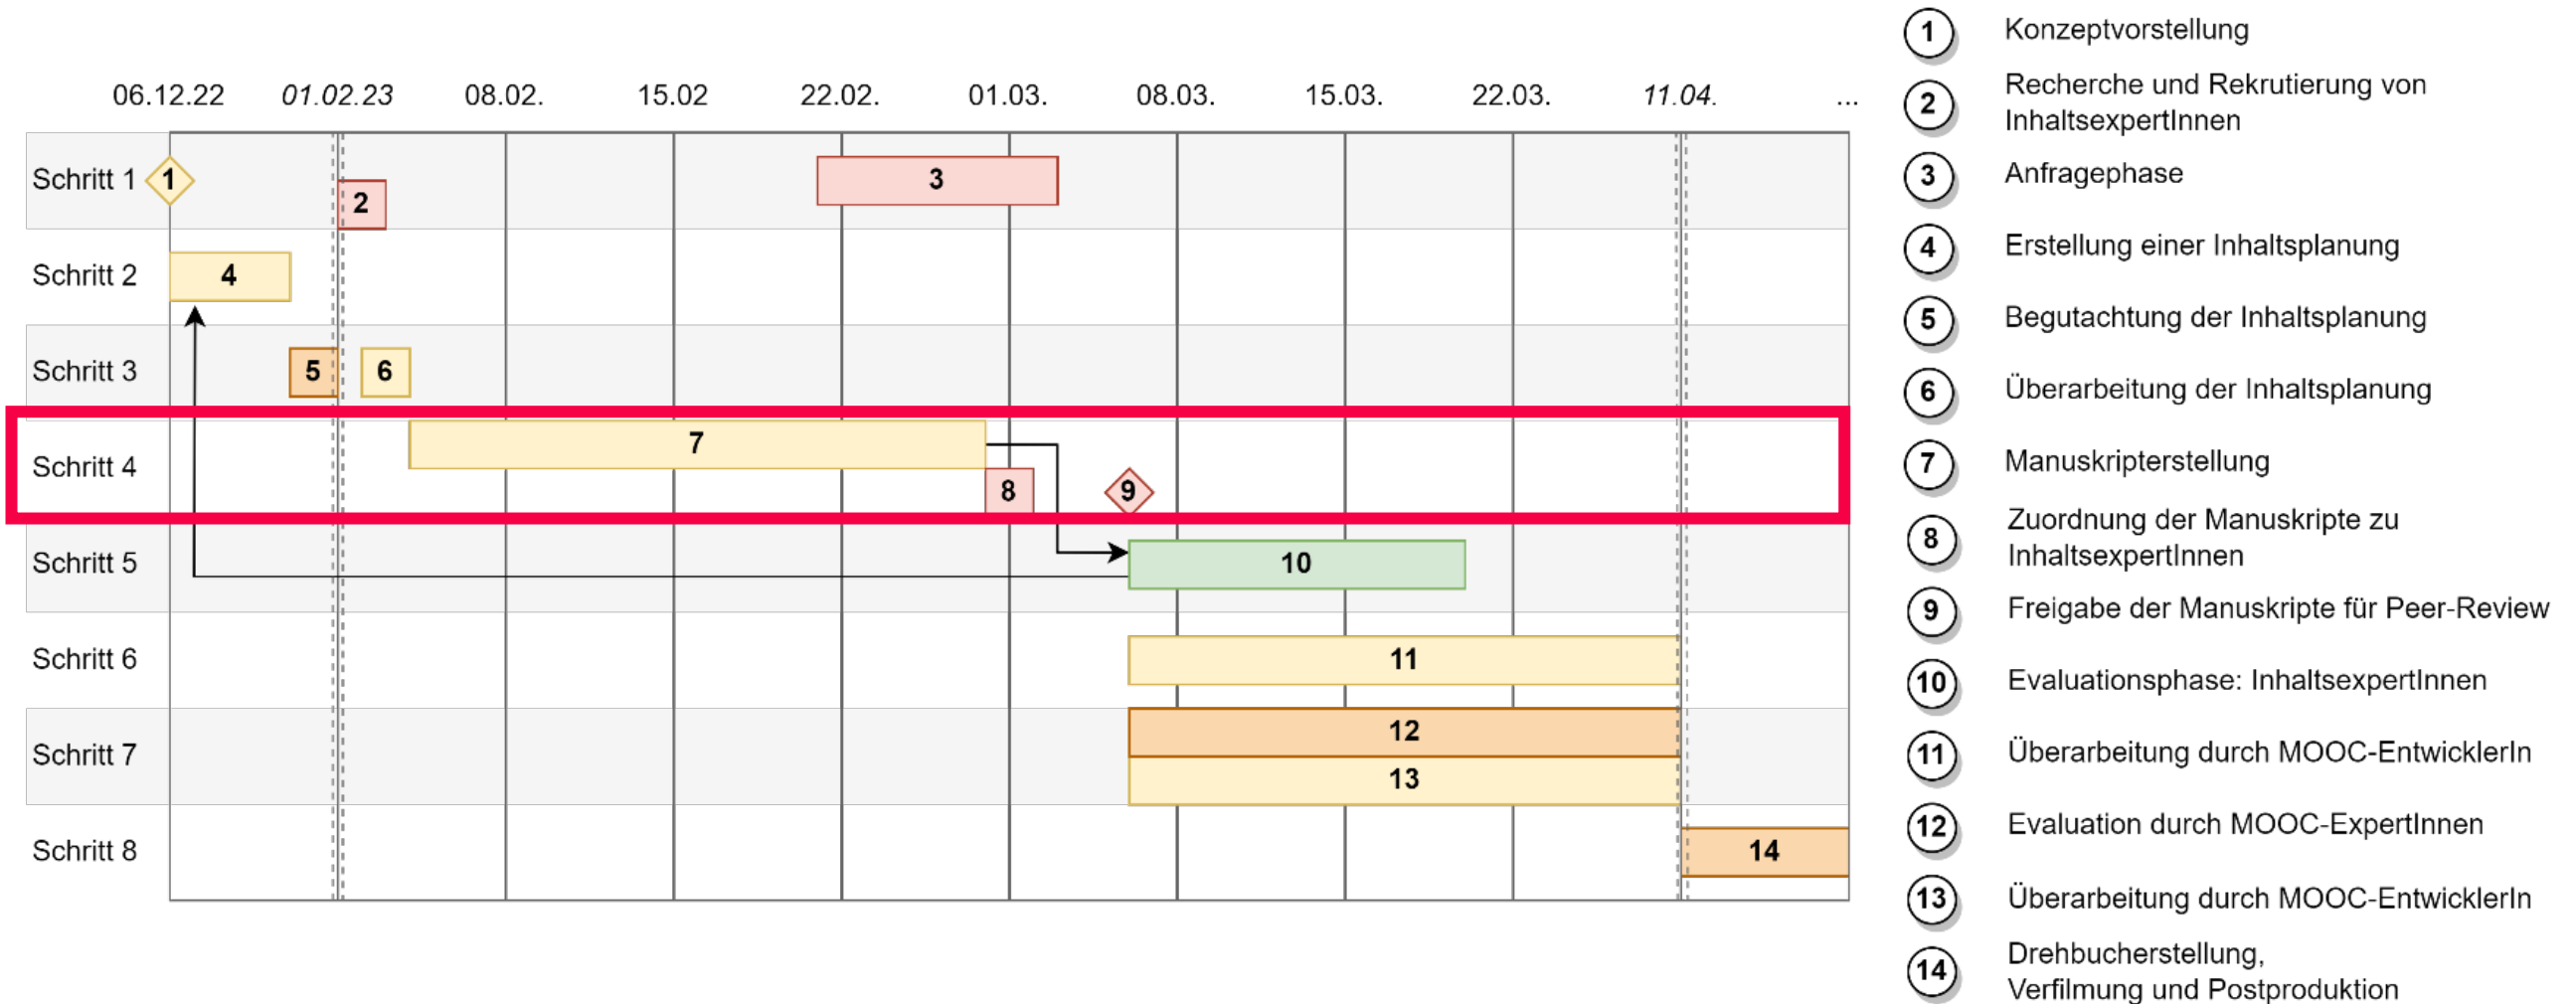 06.12.22 01.02.23 08.02. 15.02 22.02. 01.03. 08.03. 15.03. 22.03. 11.04. ...
Schritt 1 1 2 3
Schritt 2 4
Schritt 3 5 6
Schritt 4 7 8 9
Schritt 5 10
Schritt 6 11
Schritt 7 12
13
Schritt 8 14
1 Konzeptvorstellung
2 Recherche und Rekrutierung von
InhaltsexpertInnen
3 Anfragephase
4 Erstellung einer Inhaltsplanung
5 Begutachtung der Inhaltsplanung
6 Überarbeitung der Inhaltsplanung
7 Manuskripterstellung
8 Zuordnung der Manuskripte zu
InhaltsexpertInnen
9 Freigabe der Manuskripte für Peer-Review
10 Evaluationsphase: InhaltsexpertInnen
11 Überarbeitung durch MOOC-EntwicklerIn
12 Evaluation durch MOOC-ExpertInnen
13 Überarbeitung durch MOOC-EntwicklerIn
14 Drehbucherstellung,
Verfilmung und Postproduktion